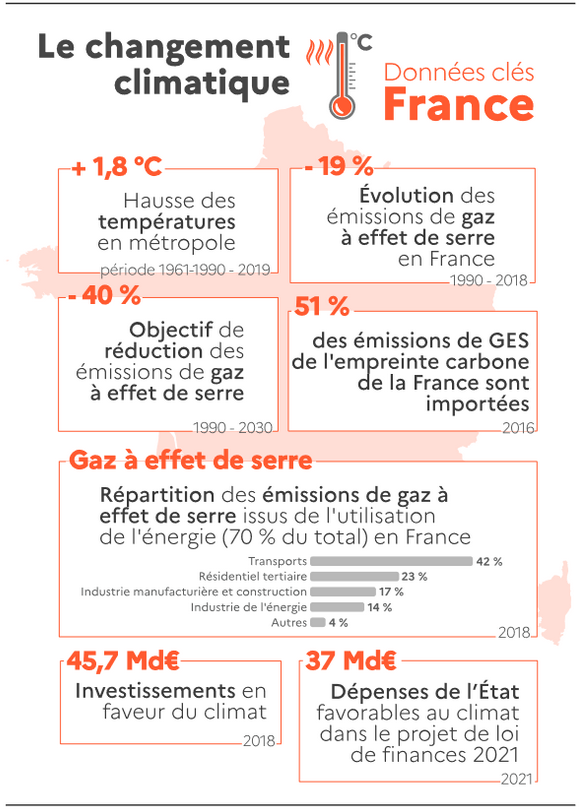 Le changement
climatique
°C
Données clés
France
+ 1,8 °C
Hausse des
températures
en métropole
période 1961-1990 - 2019
- 19 %
Évolution des
émissions de gaz
à effet de serre
en France
1990 - 2018
- 40 %
Objectif de
réduction des
émissions de gaz
à effet de serre
1990 - 2030
51 %
des émissions de GES
de l'empreinte carbone
de la France sont
importées
2016
Gaz à effet de serre
Répartition des émissions de gaz à
effet de serre issus de l'utilisation
de l'énergie (70 % du total) en France
Transports 42 %
Résidentiel tertiaire 23 %
Industrie manufacturière et construction 17 %
Industrie de l'énergie 14 %
Autres 4 %
2018
45,7 Md€
Investissements en
faveur du climat
2018
37 Md€
Dépenses de l'État
favorables au climat
dans le projet de loi
de finances 2021
2021